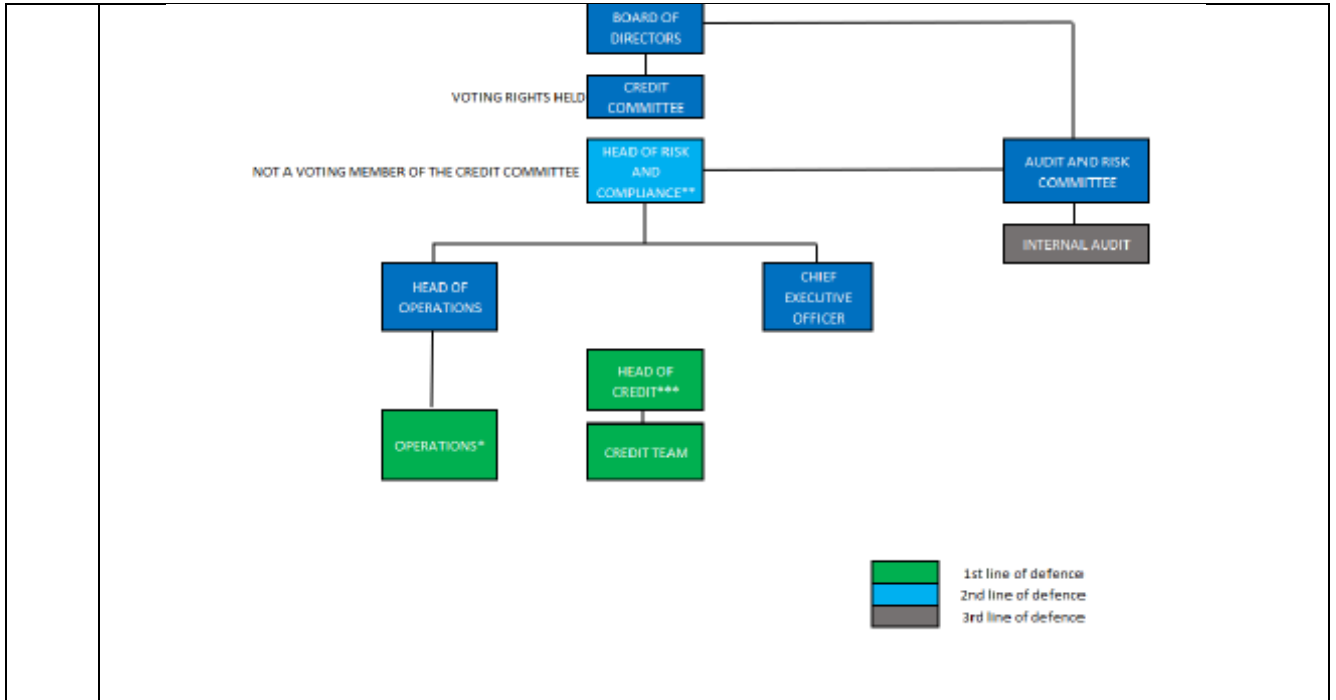 BOARD OF
DIRECTORS
VOTING RIGHTS HELD
CREDIT
COMMITTEE
NOT A VOTING MEMBER OF THE CREDIT COMMITTEE
HEAD OF RISK
AND
COMPLIANCE**
AUDIT AND RISK
COMMITTEE
INTERNAIL AUDIT
HEAD OF
OPERATIONS
CHIEF
EXECUTIVE
OFFICER
HEAD OF
CREDIT***
OPERATIONS*
CREDIT TEAM
1st line of defence
2nd line of defence
3rd line of defence